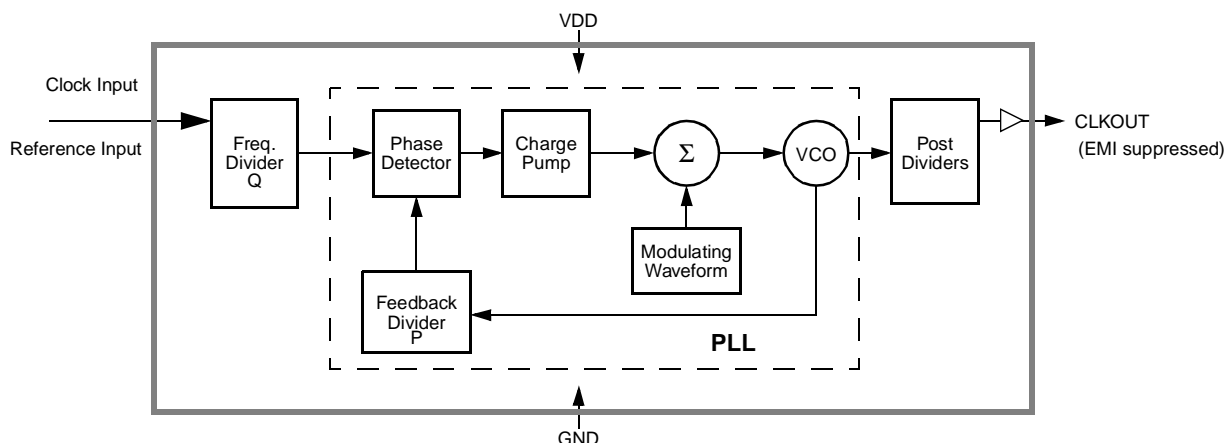 VDD
Clock Input
Reference Input
Freq.
Divider
Q
Phase
Detector
Charge
Pump
Σ
VCO
Post
Dividers
CLKOUT
(EMI suppressed)
Modulating
Waveform
Feedback
Divider
P
PLL
GND